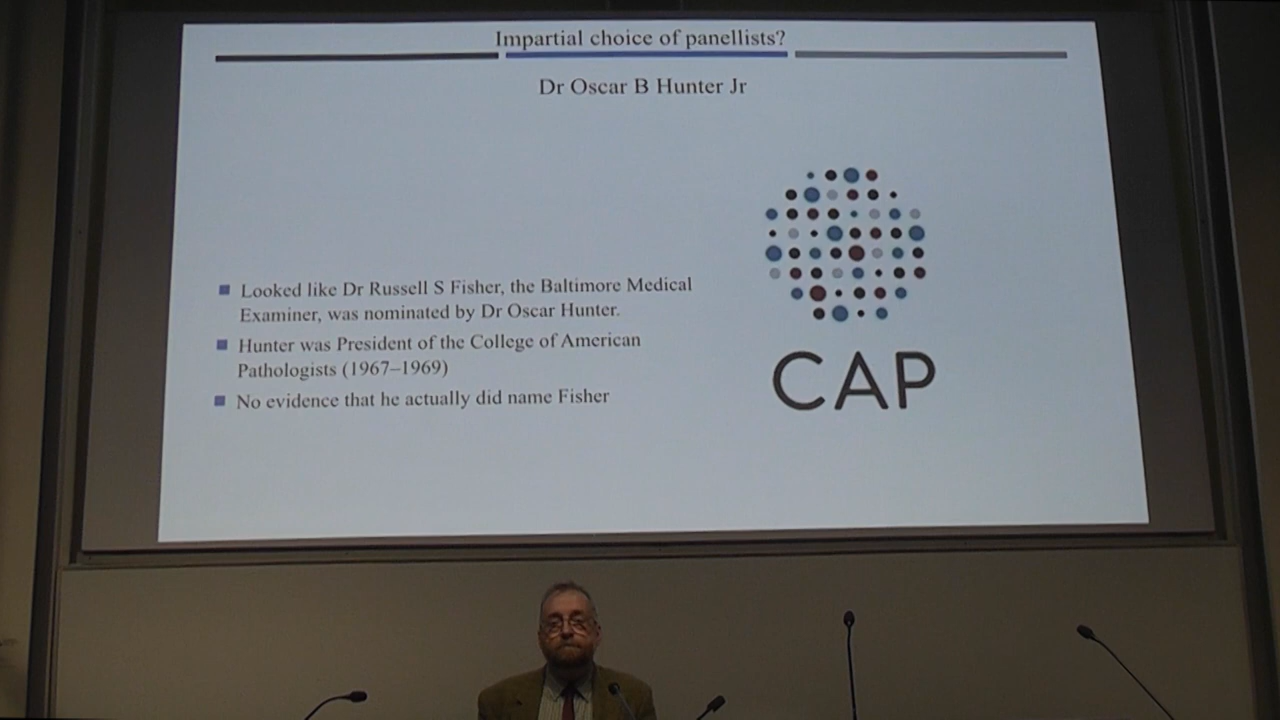 Impartial choice of panellists?
Dr Oscar B Hunter Jr
Looked like Dr Russell S Fisher, the Baltimore Medical
Examiner, was nominated by Dr Oscar Hunter.
Hunter was President of the College of American
Pathologists (1967–1969)
No evidence that he actually did name Fisher
CAP